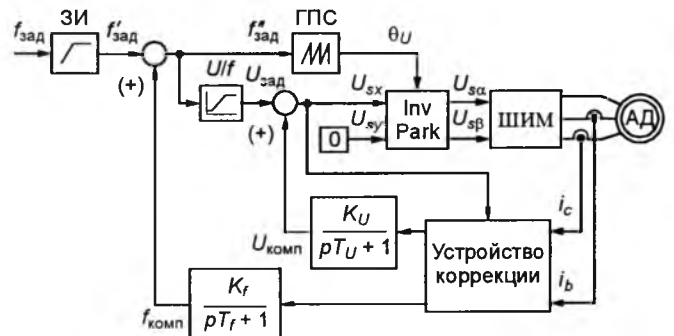 ЗИ
ГПС
f_зад
f′_зад
f″_зад
θ_U
U/f
U_зад
(+)
(+)
U_sx
U_sy
0
Inv
Park
U_sα
U_sβ
ШИМ
АД
i_c
i_b
K_U
pT_U + 1
U_комп
Устройство
коррекции
K_f
pT_f + 1
f_комп